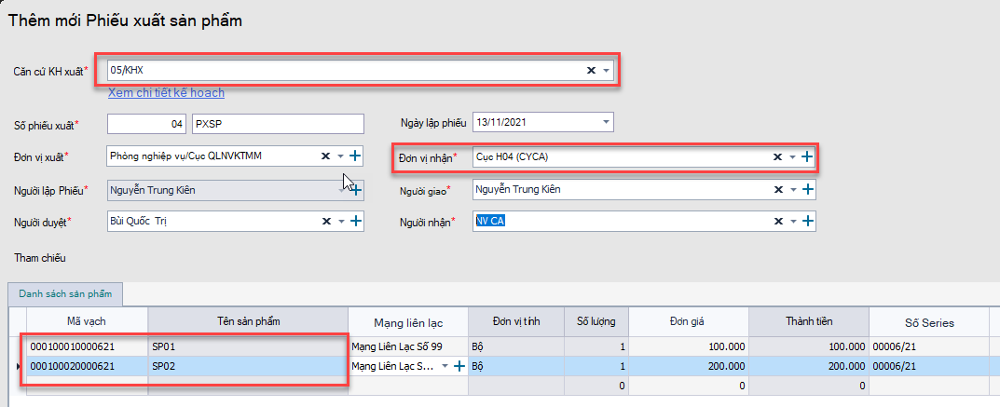 Thêm mới Phiếu xuất sản phẩm
Căn cứ KH xuất* 05/KHX
Xem chi tiết kế hoạch
Số phiếu xuất* 04 PXSP Ngày lập phiếu 13/11/2021
Đơn vị xuất* Phòng nghiệp vụ/Cục QLNVKTMM Đơn vị nhận* Cục H04 (CYCA)
Người lập Phiếu* Nguyễn Trung Kiên Người giao* Nguyễn Trung Kiên
Người duyệt* Bùi Quốc Trị Người nhận* NV CA
Tham chiếu
Danh sách sản phẩm
Mã vạch Tên sản phẩm Mạng liên lạc Đơn vị tính Số lượng Đơn giá Thành tiền Số Series
000100010000621 SP01 Mạng Liên Lạc Số 99 Bộ 1 100.000 100.000 00006/21
000100020000621 SP02 Mạng Liên Lạc S... Bộ 1 200.000 200.000 00006/21
0 0 0